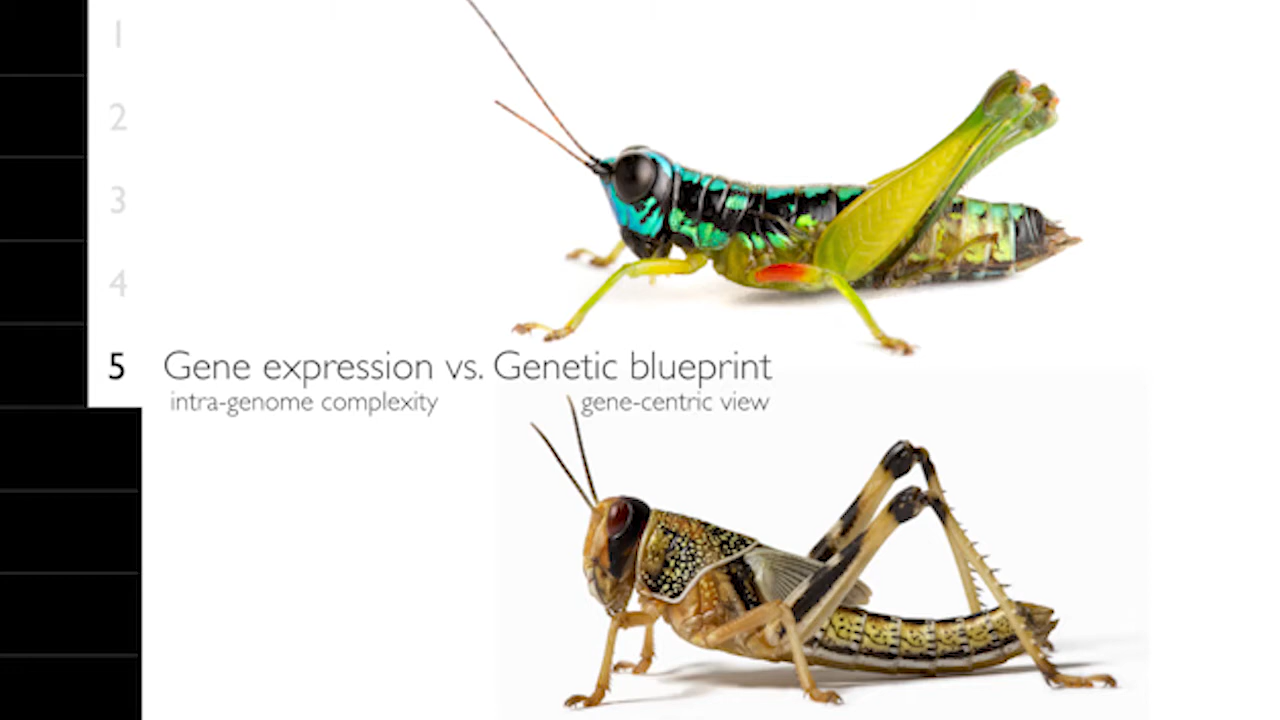 1
2
3
4
5 Gene expression vs. Genetic blueprint
intra-genome complexity gene-centric view